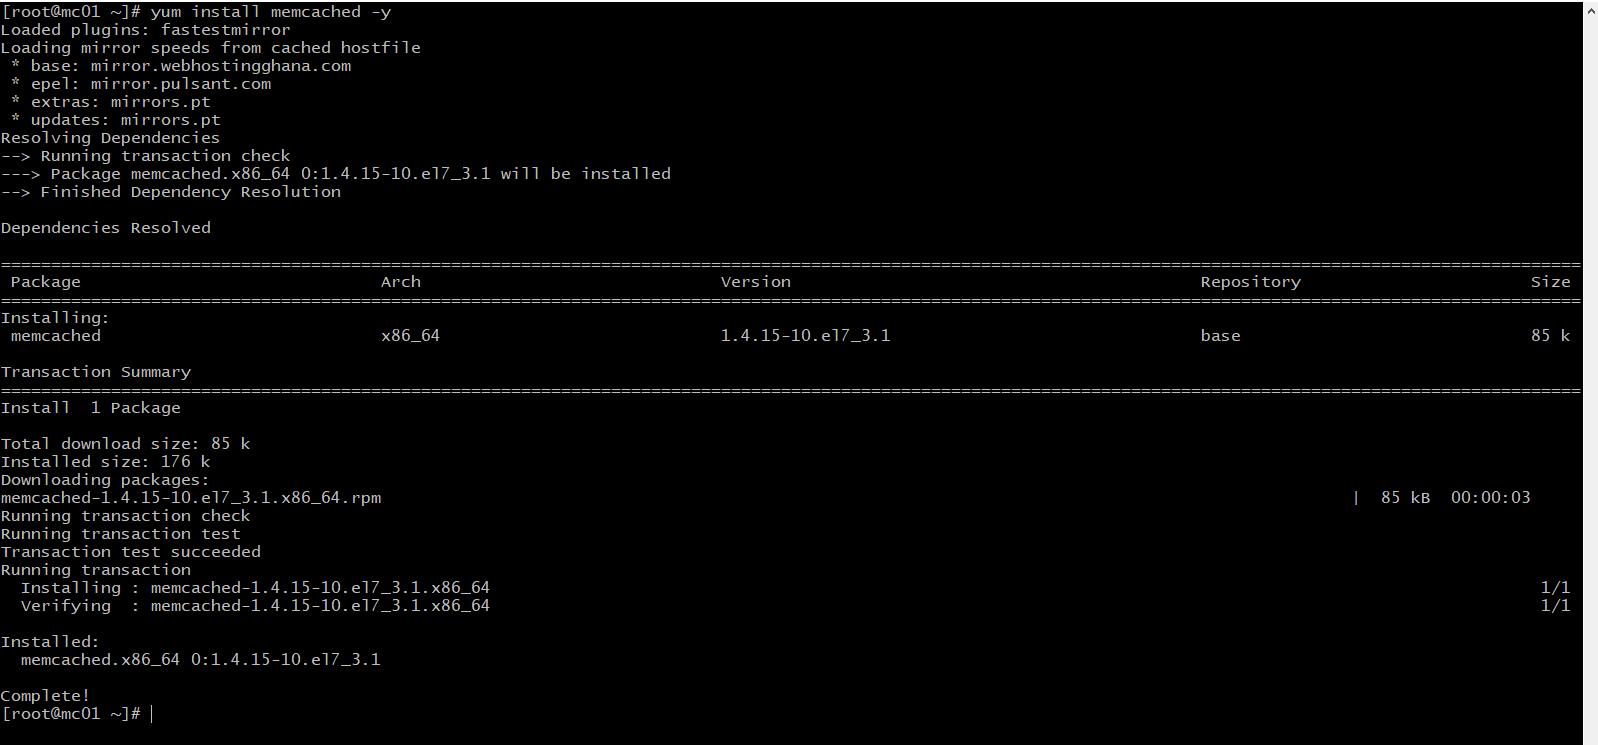 [root@mc01 ~]# yum install memcached -y
Loaded plugins: fastestmirror
Loading mirror speeds from cached hostfile
 * base: mirror.webhostingghana.com
 * epel: mirror.pulsant.com
 * extras: mirrors.pt
 * updates: mirrors.pt
Resolving Dependencies
--> Running transaction check
---> Package memcached.x86_64 0:1.4.15-10.el7_3.1 will be installed
--> Finished Dependency Resolution
Dependencies Resolved
================================================================================
 Package Arch Version Repository Size
================================================================================
Installing:
 memcached x86_64 1.4.15-10.el7_3.1 base 85 k
Transaction Summary
================================================================================
Install  1 Package
Total download size: 85 k
Installed size: 176 k
Downloading packages:
memcached-1.4.15-10.el7_3.1.x86_64.rpm | 85 kB 00:00:03
Running transaction check
Running transaction test
Transaction test succeeded
Running transaction
  Installing : memcached-1.4.15-10.el7_3.1.x86_64 1/1
  Verifying  : memcached-1.4.15-10.el7_3.1.x86_64 1/1
Installed:
  memcached.x86_64 0:1.4.15-10.el7_3.1
Complete!
[root@mc01 ~]#